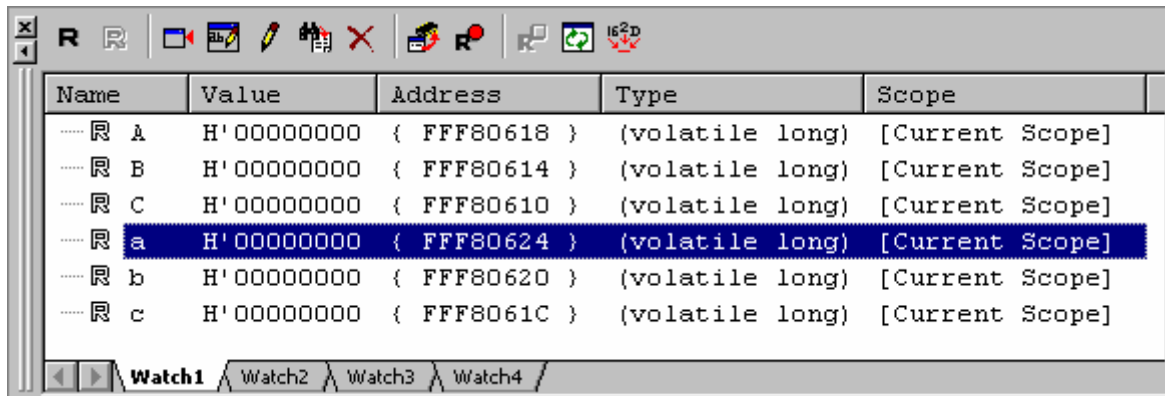 R R 16 2 D
Name Value Address Type Scope
R A H'00000000 { FFF80618 } (volatile long) [Current Scope]
R B H'00000000 { FFF80614 } (volatile long) [Current Scope]
R C H'00000000 { FFF80610 } (volatile long) [Current Scope]
R a H'00000000 { FFF80624 } (volatile long) [Current Scope]
R b H'00000000 { FFF80620 } (volatile long) [Current Scope]
R c H'00000000 { FFF8061C } (volatile long) [Current Scope]
Watch1 Watch2 Watch3 Watch4